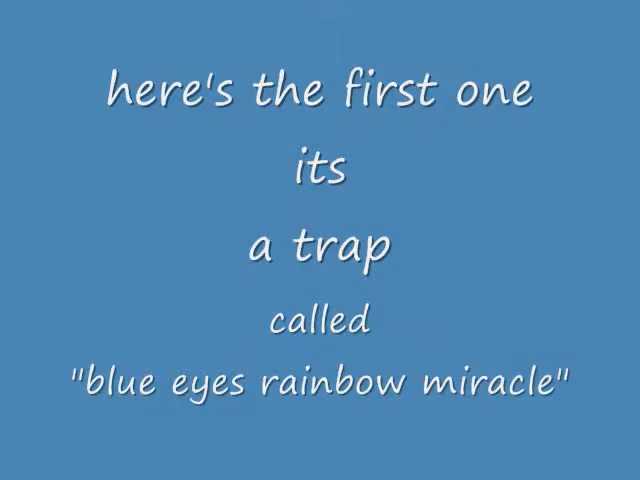 here's the first one
its
a trap
called
"blue eyes rainbow miracle"